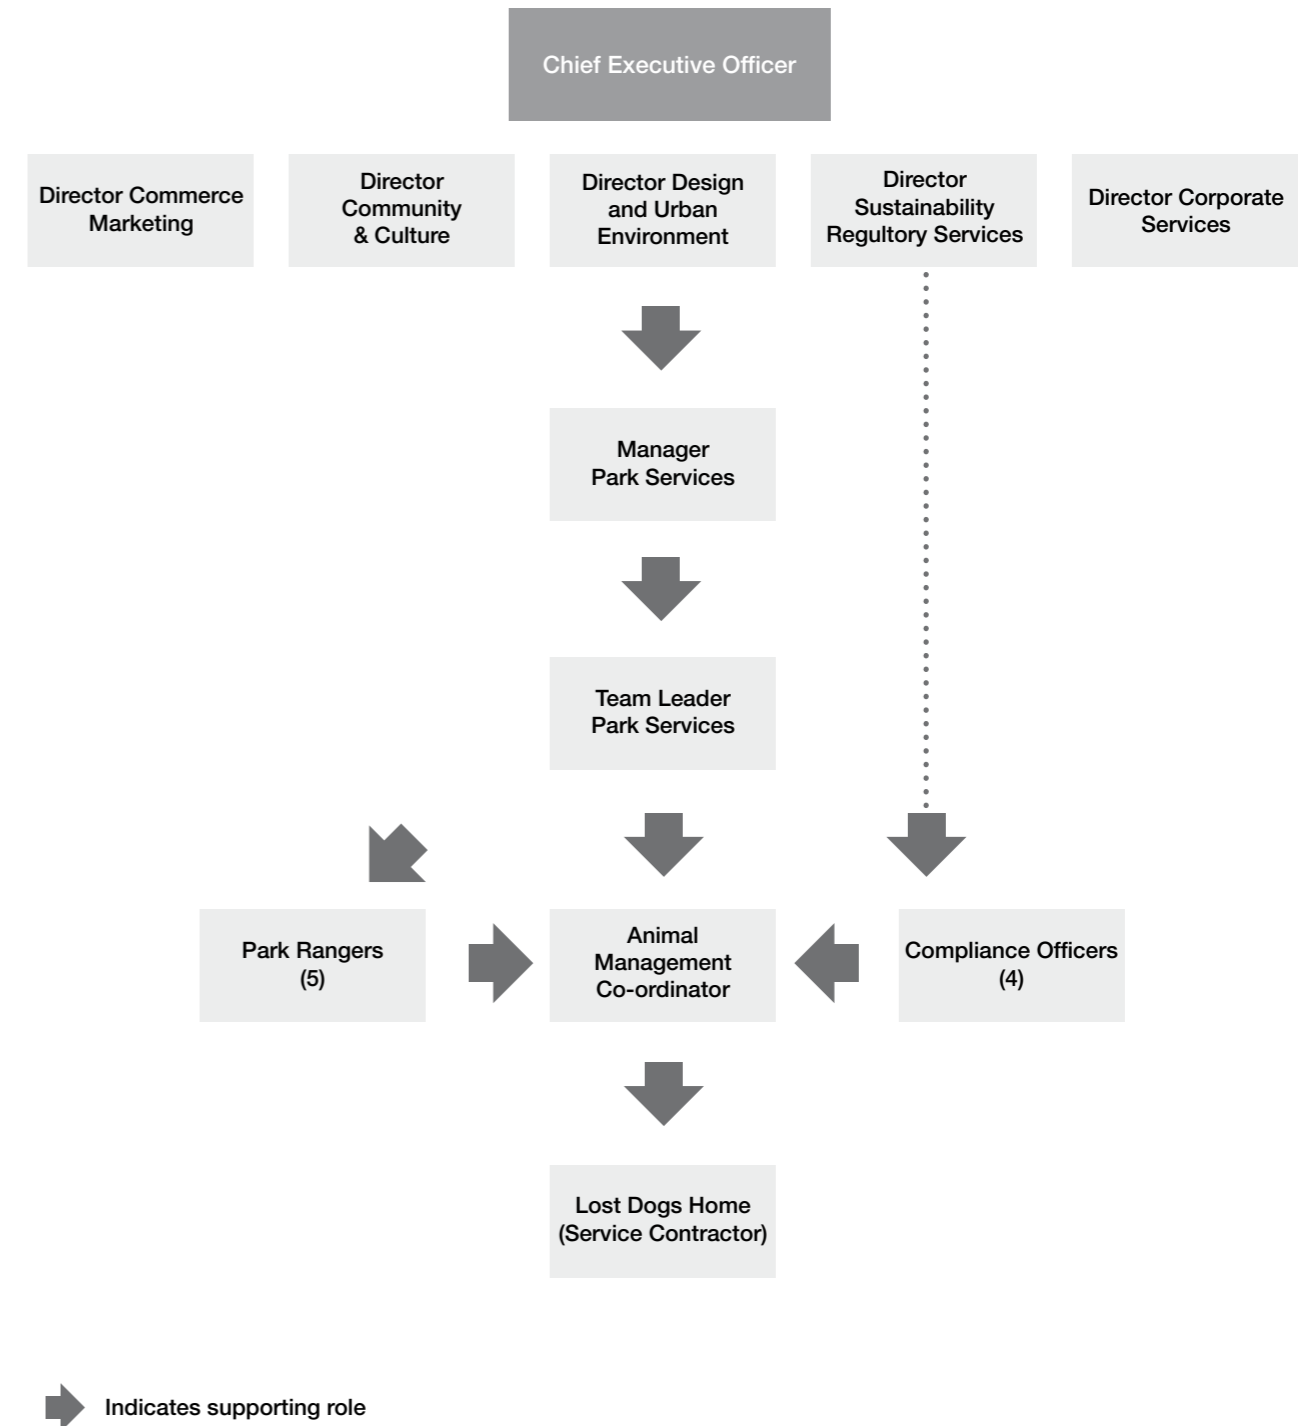 Chief Executive Officer
Director Commerce
Marketing
Director
Community
& Culture
Director Design
and Urban
Environment
Director
Sustainability
Regultory Services
Director Corporate
Services
Manager
Park Services
Team Leader
Park Services
Park Rangers
(5)
Animal
Management
Co-ordinator
Compliance Officers
(4)
Lost Dogs Home
(Service Contractor)
Indicates supporting role